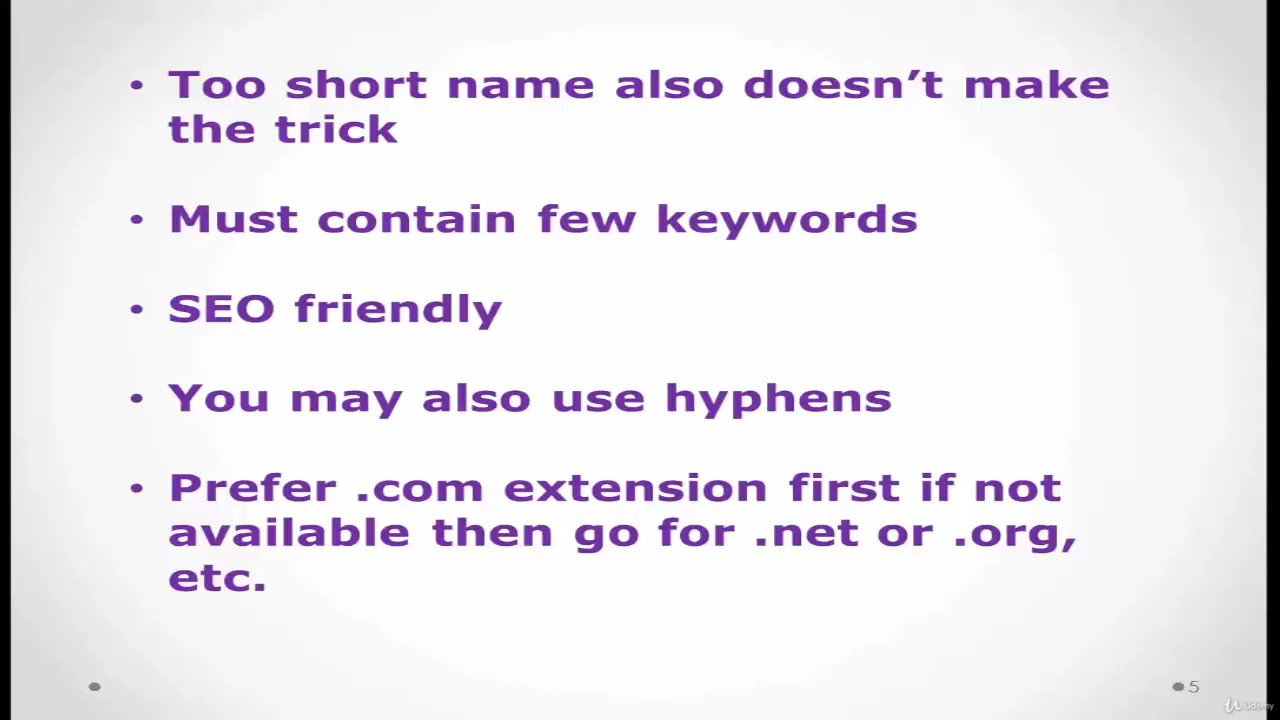 • Too short name also doesn’t make
the trick
• Must contain few keywords
• SEO friendly
• You may also use hyphens
• Prefer .com extension first if not
available then go for .net or .org,
etc.
5
Udemy